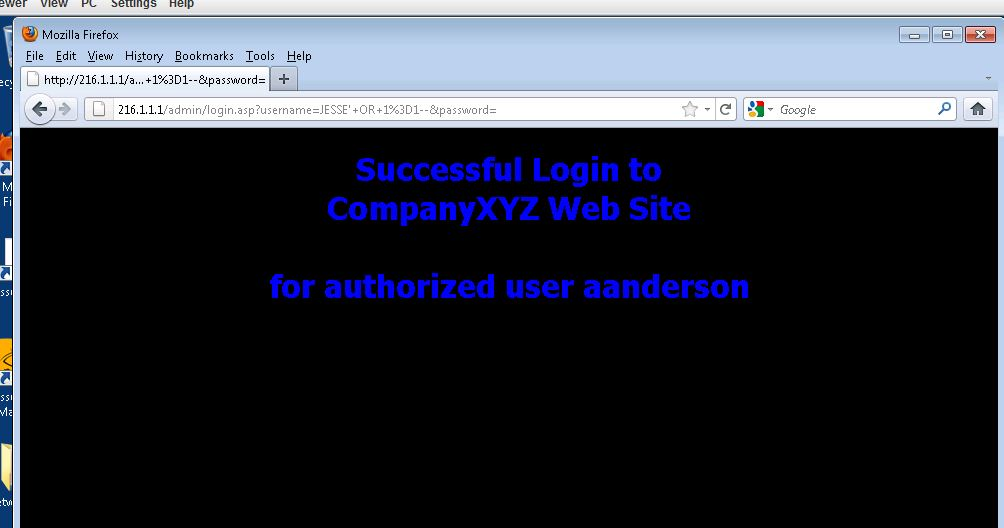 ewer View PC Settings Help
Mozilla Firefox
File Edit View History Bookmarks Tools Help
http://216.1.1.1/a... +1%3D1--&password=
216.1.1.1/admin/login.asp?username=JESSE'+OR+1%3D1--&password=
Google
Successful Login to
CompanyXYZ Web Site
for authorized user aanderson